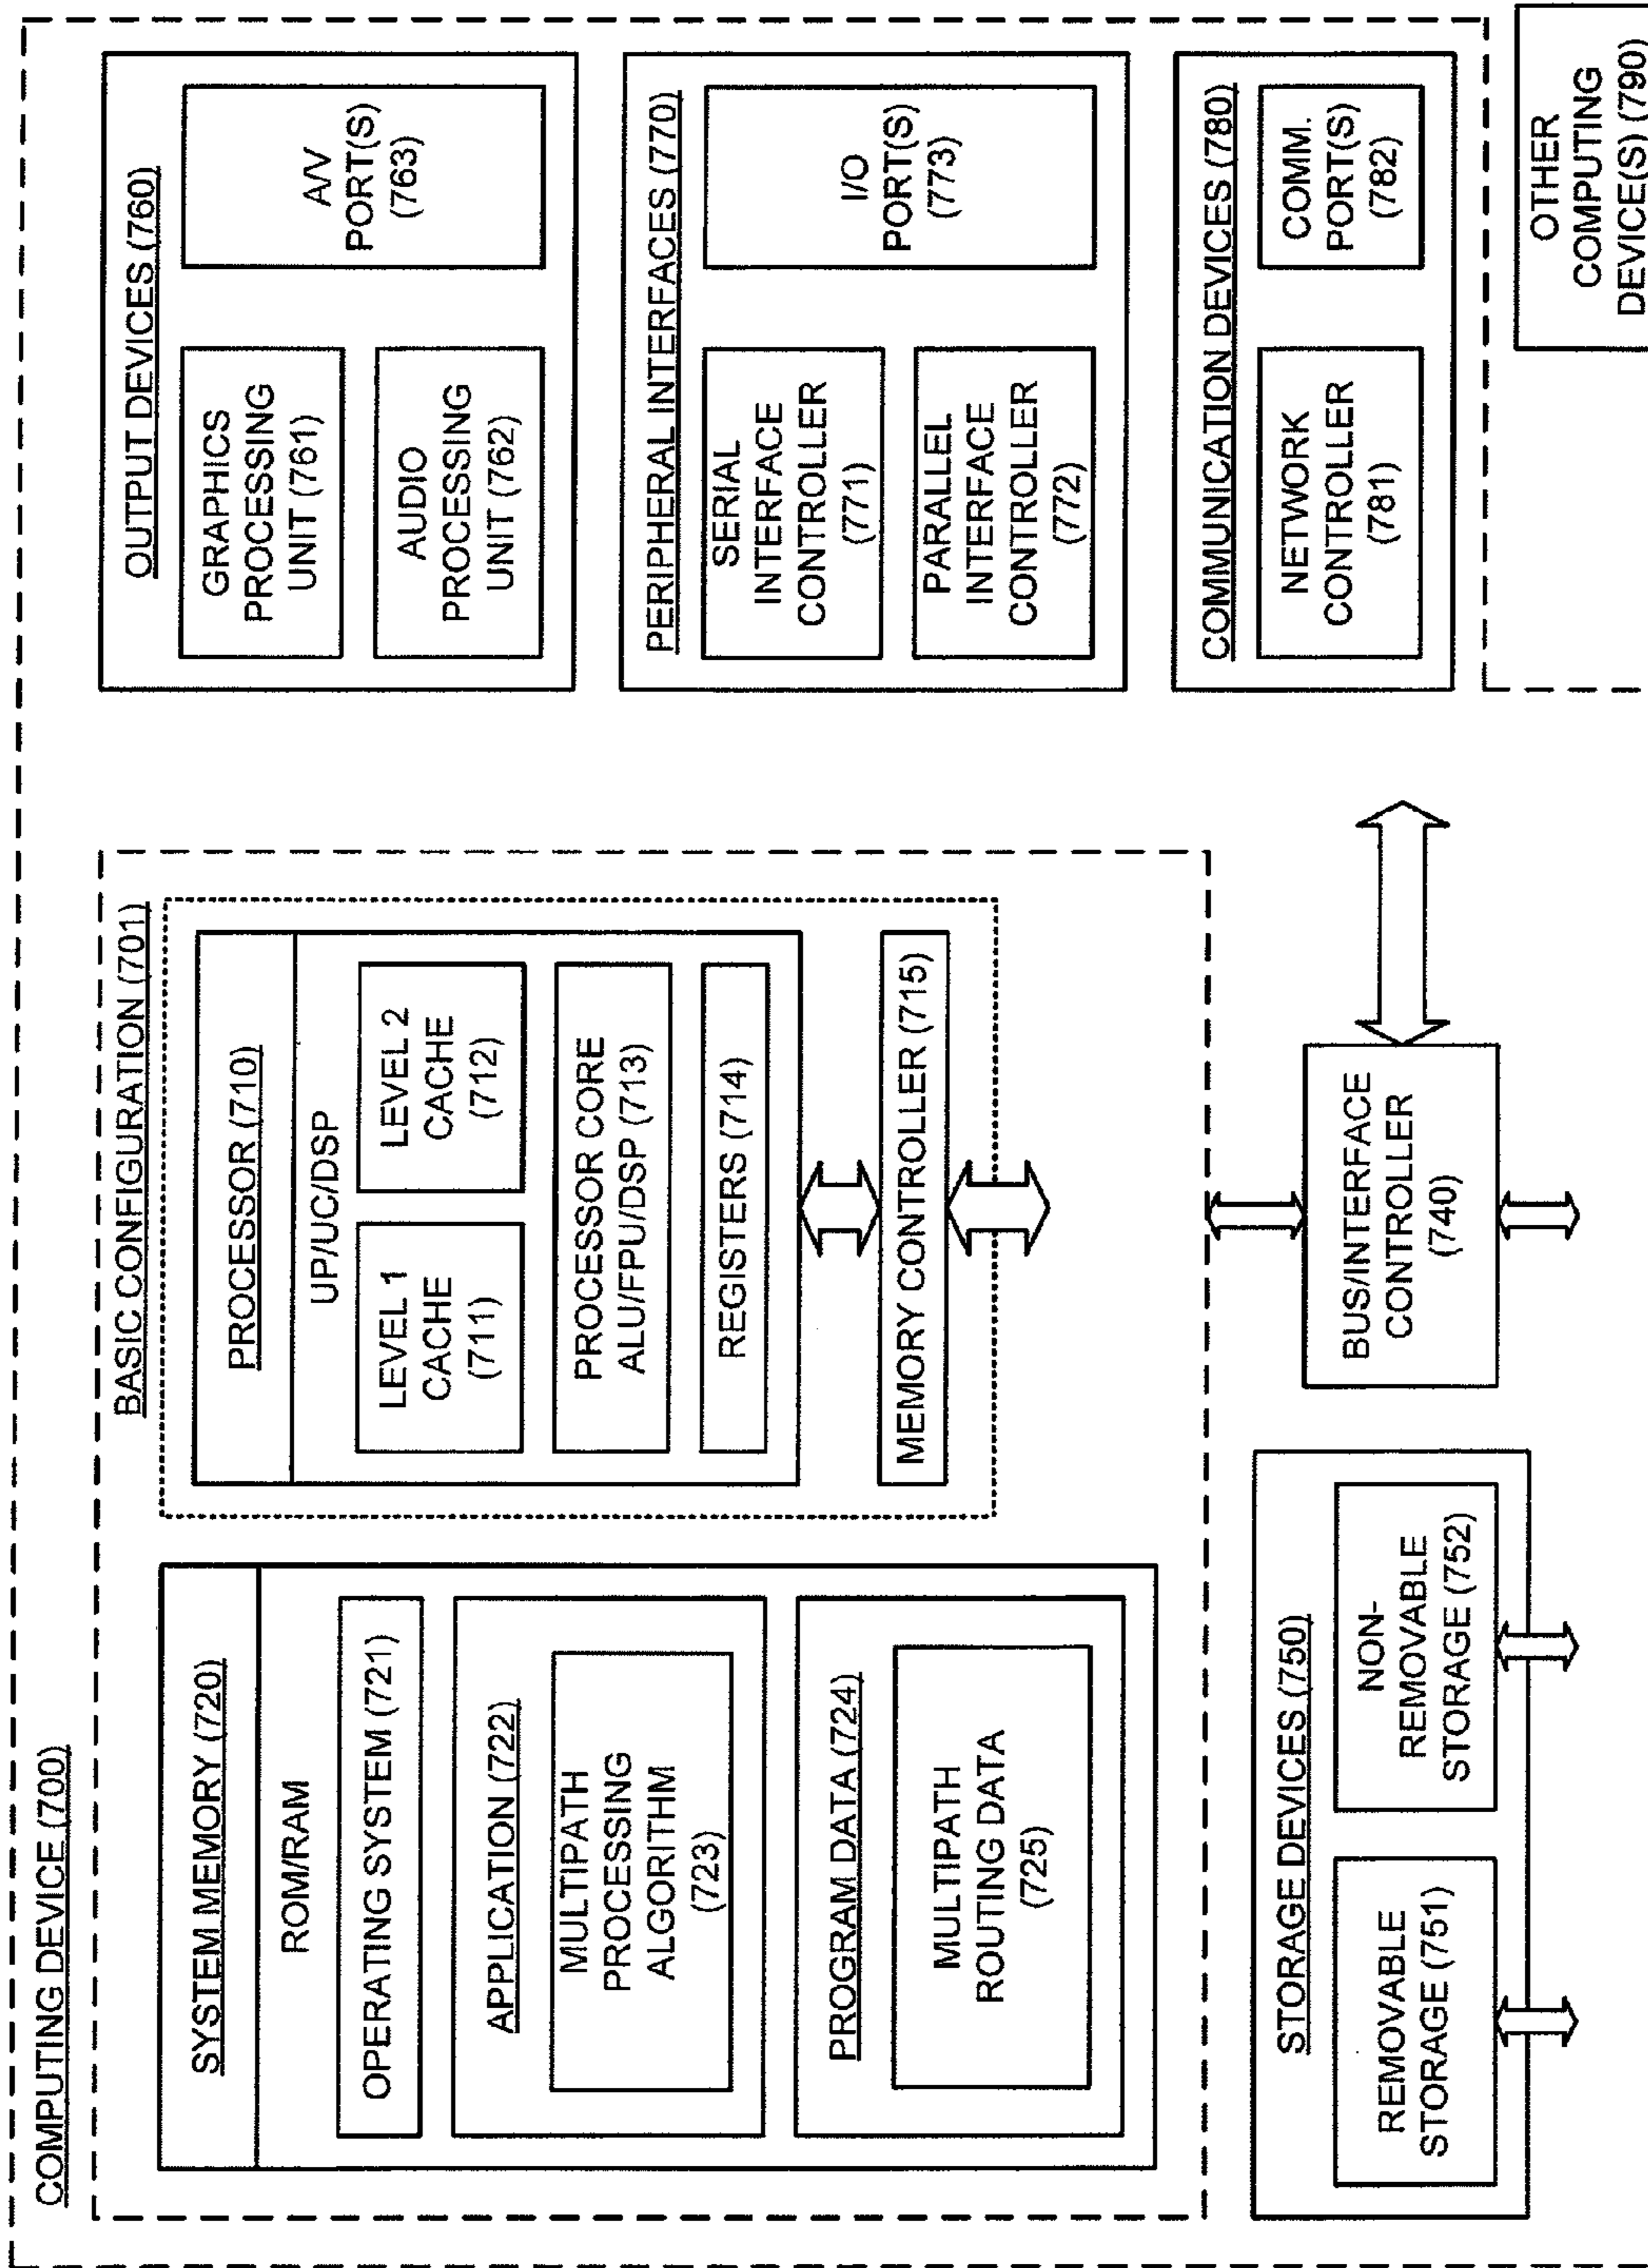 COMPUTING DEVICE (700)
BASIC CONFIGURATION (701)
SYSTEM MEMORY (720)
ROM/RAM
OPERATING SYSTEM (721)
APPLICATION (722)
MULTIPATH
PROCESSING
ALGORITHM
(723)
PROGRAM DATA (724)
MULTIPATH
ROUTING DATA
(725)
PROCESSOR (710)
UP/UC/DSP
LEVEL 1
CACHE
(711)
LEVEL 2
CACHE
(712)
PROCESSOR CORE
ALU/FPU/DSP (713)
REGISTERS (714)
MEMORY CONTROLLER (715)
OUTPUT DEVICES (760)
GRAPHICS
PROCESSING
UNIT (761)
AUDIO
PROCESSING
UNIT (762)
A/V
PORT(S)
(763)
PERIPHERAL INTERFACES (770)
SERIAL
INTERFACE
CONTROLLER
(771)
PARALLEL
INTERFACE
CONTROLLER
(772)
I/O
PORT(S)
(773)
COMMUNICATION DEVICES (780)
NETWORK
CONTROLLER
(781)
COMM.
PORT(S)
(782)
STORAGE DEVICES (750)
REMOVABLE
STORAGE (751)
NON-
REMOVABLE
STORAGE (752)
BUS/INTERFACE
CONTROLLER
(740)
OTHER
COMPUTING
DEVICE(S) (790)